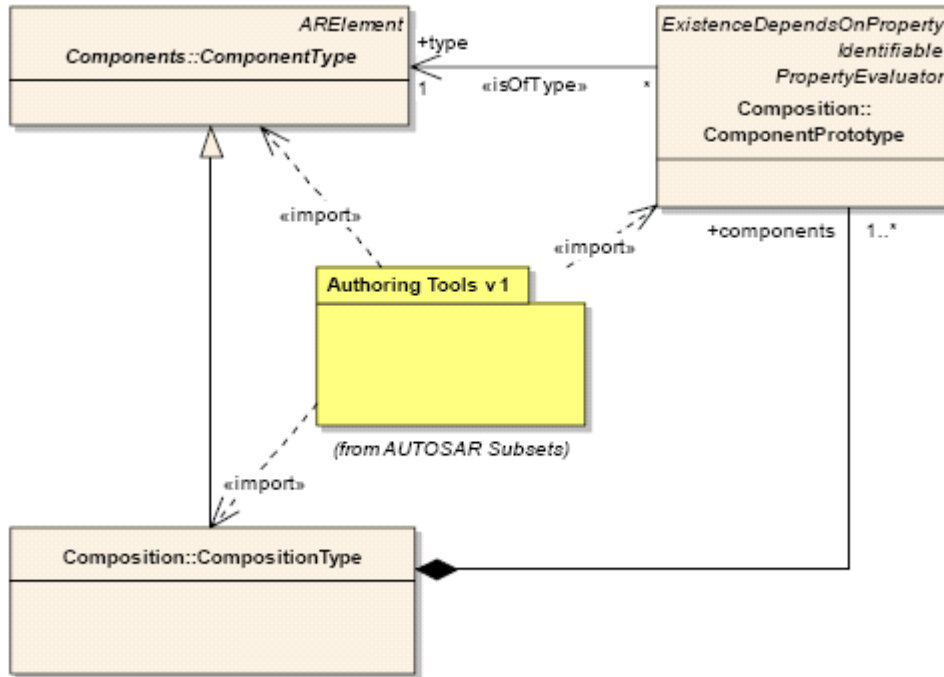 ARElement
Components::ComponentType
+type
1
«isOfType»
*
ExistenceDependsOnProperty
Identifiable
PropertyEvaluator
Composition::
ComponentPrototype
«import»
«import»
+components
1..*
Authoring Tools v1
(from AUTOSAR Subsets)
«import»
Composition::CompositionType